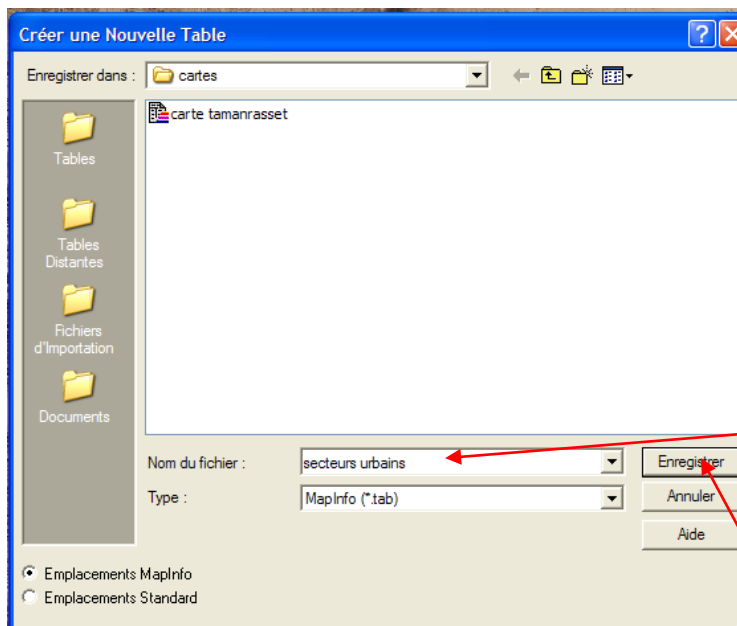 Créer une Nouvelle Table
Enregistrer dans : cartes
carte tamanrasset
Tables
Tables
Distantes
Fichiers
d'Importation
Documents
Nom du fichier : secteurs urbains Enregistrer
Type : MapInfo (*.tab) Annuler
Aide
Emplacements MapInfo
Emplacements Standard